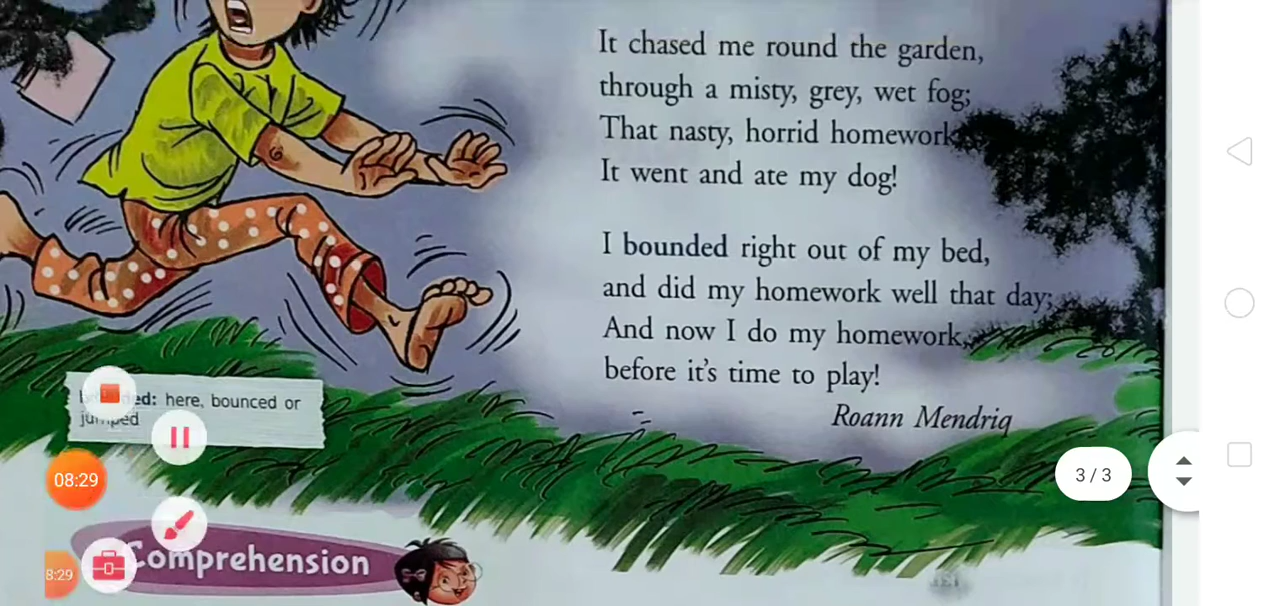 It chased me round the garden,
through a misty, grey, wet fog;
That nasty, horrid homework
It went and ate my dog!
I bounded right out of my bed,
and did my homework well that day;
And now I do my homework,
before it's time to play!
Roann Mendriq
here, bounced or
jumped
08:29
8:29
3/3
Comprehension